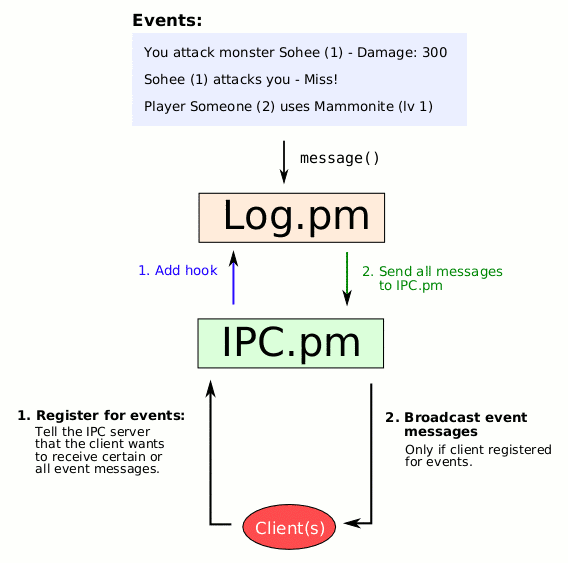 Events:
You attack monster Sohee (1) - Damage: 300
Sohee (1) attacks you - Miss!
Player Someone (2) uses Mammonite (lv 1)
message()
Log.pm
1. Add hook
2. Send all messages
to IPC.pm
IPC.pm
1. Register for events:
Tell the IPC server
that the client wants
to receive certain or
all event messages.
2. Broadcast event
messages
Only if client registered
for events.
Client(s)